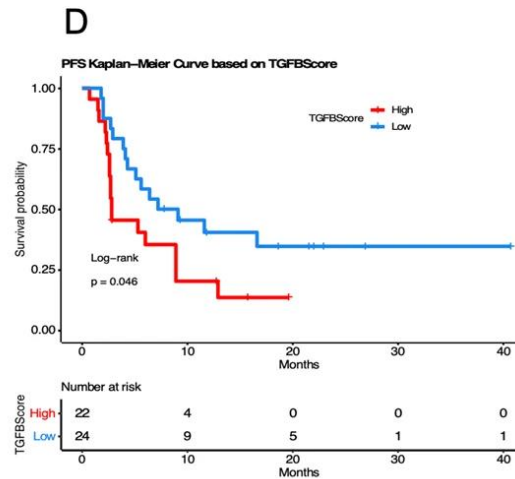 D
PFS Kaplan–Meier Curve based on TGFBScore
TGFBScore
High
Low
Survival probability
1.00
0.75
0.50
0.25
0.00
Log–rank
p = 0.046
0 10 20 30 40
Months
Number at risk
TGFBScore
High 22 4 0 0 0
Low 24 9 5 1 1
0 10 20 30 40
Months